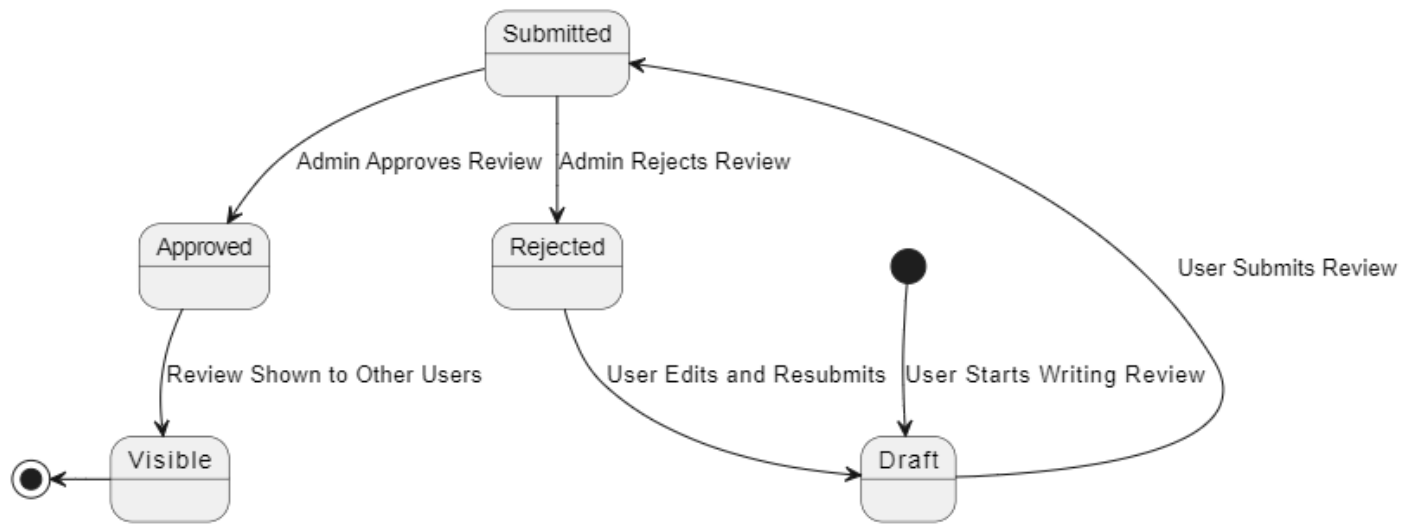 Submitted
Admin Approves Review
Admin Rejects Review
Approved
Rejected
User Submits Review
Review Shown to Other Users
User Edits and Resubmits
User Starts Writing Review
Visible
Draft